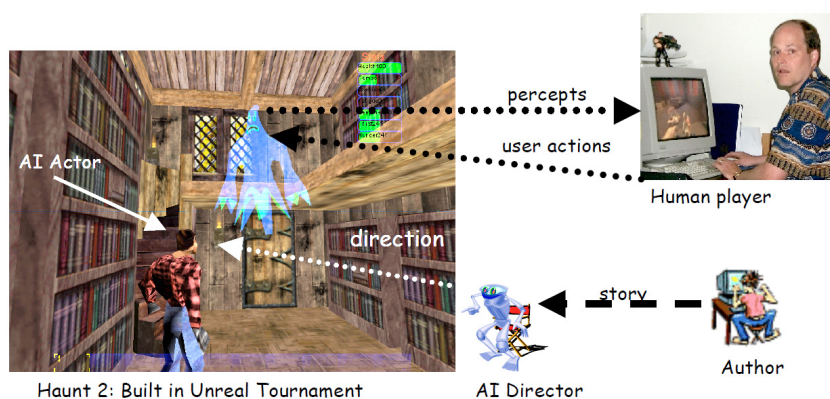 percepts
user actions
AI Actor
Human player
direction
story
Author
Haunt 2: Built in Unreal Tournament
AI Director